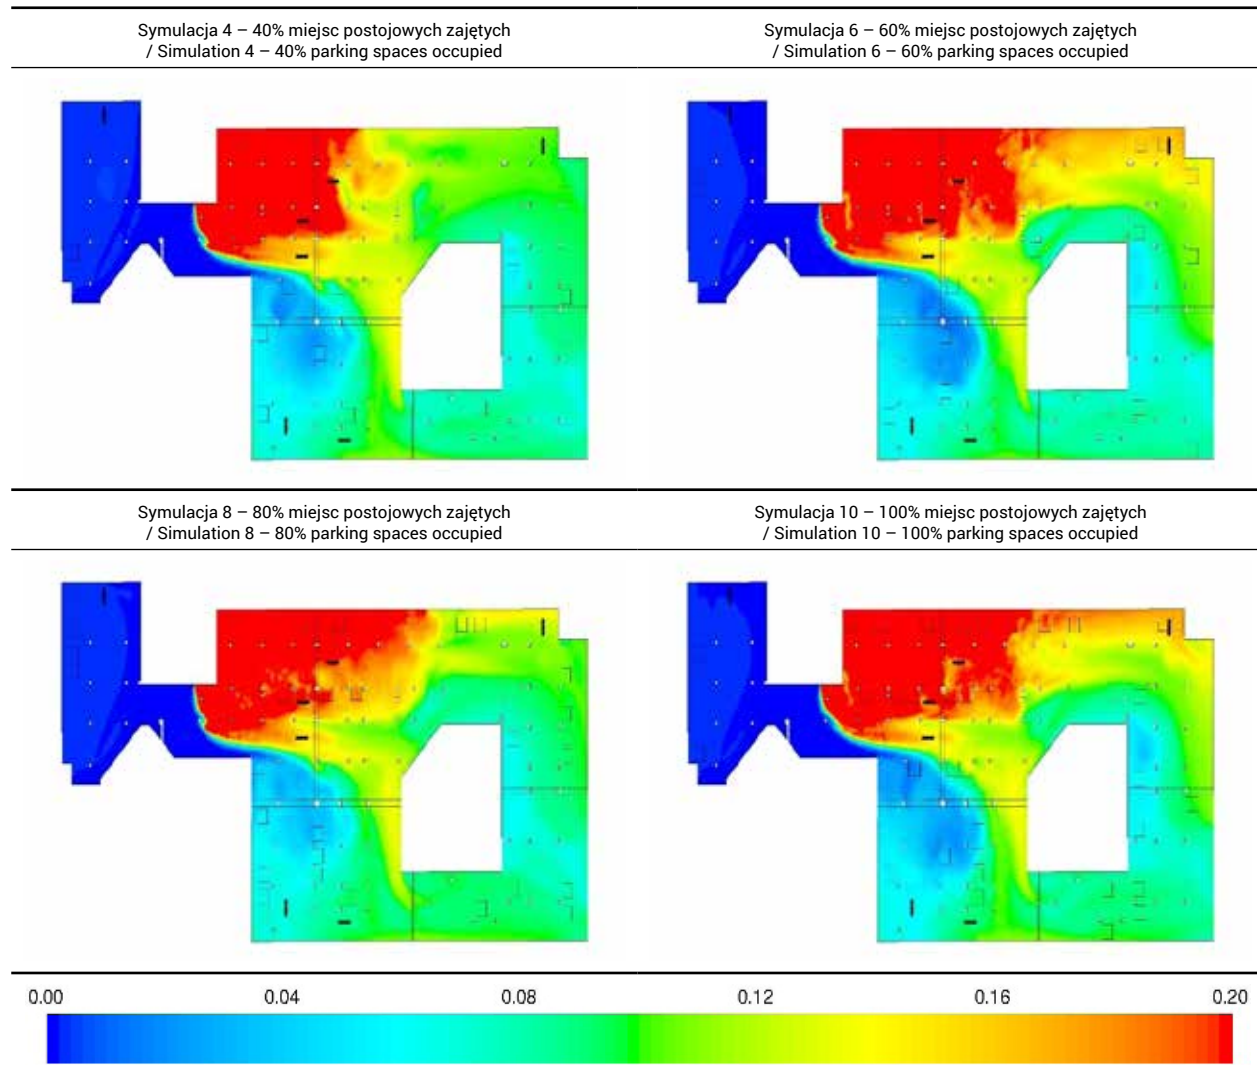 Symulacja 4 – 40% miejsc postojowych zajętych
/ Simulation 4 – 40% parking spaces occupied
Symulacja 6 – 60% miejsc postojowych zajętych
/ Simulation 6 – 60% parking spaces occupied
Symulacja 8 – 80% miejsc postojowych zajętych
/ Simulation 8 – 80% parking spaces occupied
Symulacja 10 – 100% miejsc postojowych zajętych
/ Simulation 10 – 100% parking spaces occupied
0.00 0.04 0.08 0.12 0.16 0.20